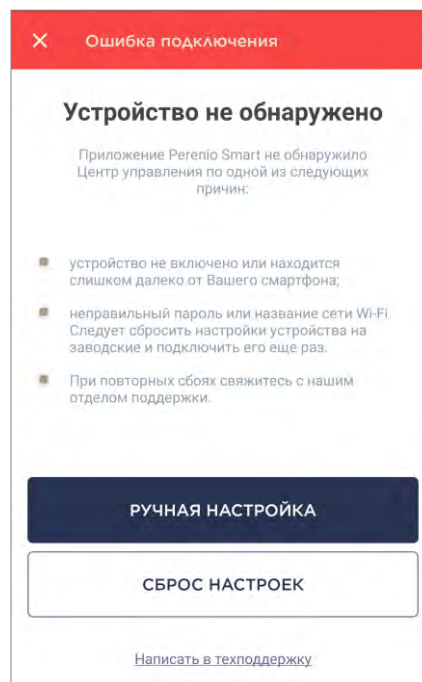 Ошибка подключения
Устройство не обнаружено
Приложение Perenio Smart не обнаружило
Центр управления по одной из следующих
причин:
устройство не включено или находится
слишком далеко от Вашего смартфона;
неправильный пароль или название сети Wi-Fi
Следует сбросить настройки устройства на
заводские и подключить его еще раз.
При повторных сбоях свяжитесь с нашим
отделом поддержки.
РУЧНАЯ НАСТРОЙКА
СБРОС НАСТРОЕК
Написать в техподдержку